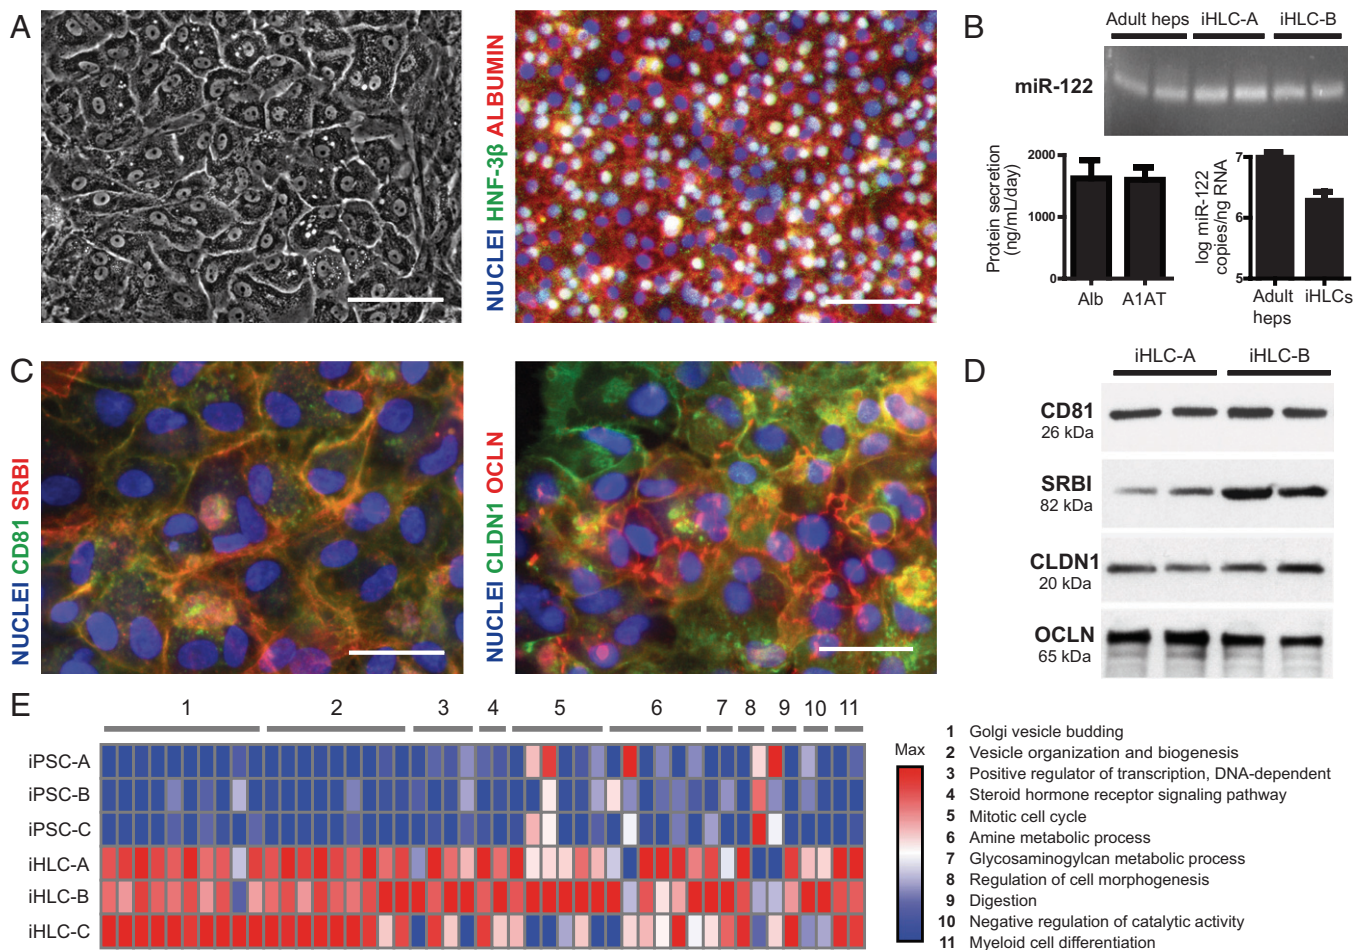 A
NUCLEI HNF-3β ALBUMIN
B
Adult heps iHLC-A iHLC-B
miR-122
Protein secretion
(ng/mL/day)
2000
1000
0
Alb A1AT
log miR-122
copies/ng RNA
7
6
5
Adult
heps
iHLCs
C
NUCLEI CD81 SRBI
NUCLEI CLDN1 OCLN
D
iHLC-A iHLC-B
CD81
26 kDa
SRBI
82 kDa
CLDN1
20 kDa
OCLN
65 kDa
E
1 2 3 4 5 6 7 8 9 10 11
iPSC-A
iPSC-B
iPSC-C
iHLC-A
iHLC-B
iHLC-C
Max
Min
1 Golgi vesicle budding
2 Vesicle organization and biogenesis
3 Positive regulator of transcription, DNA-dependent
4 Steroid hormone receptor signaling pathway
5 Mitotic cell cycle
6 Amine metabolic process
7 Glycosaminoglycan metabolic process
8 Regulation of cell morphogenesis
9 Digestion
10 Negative regulation of catalytic activity
11 Myeloid cell differentiation